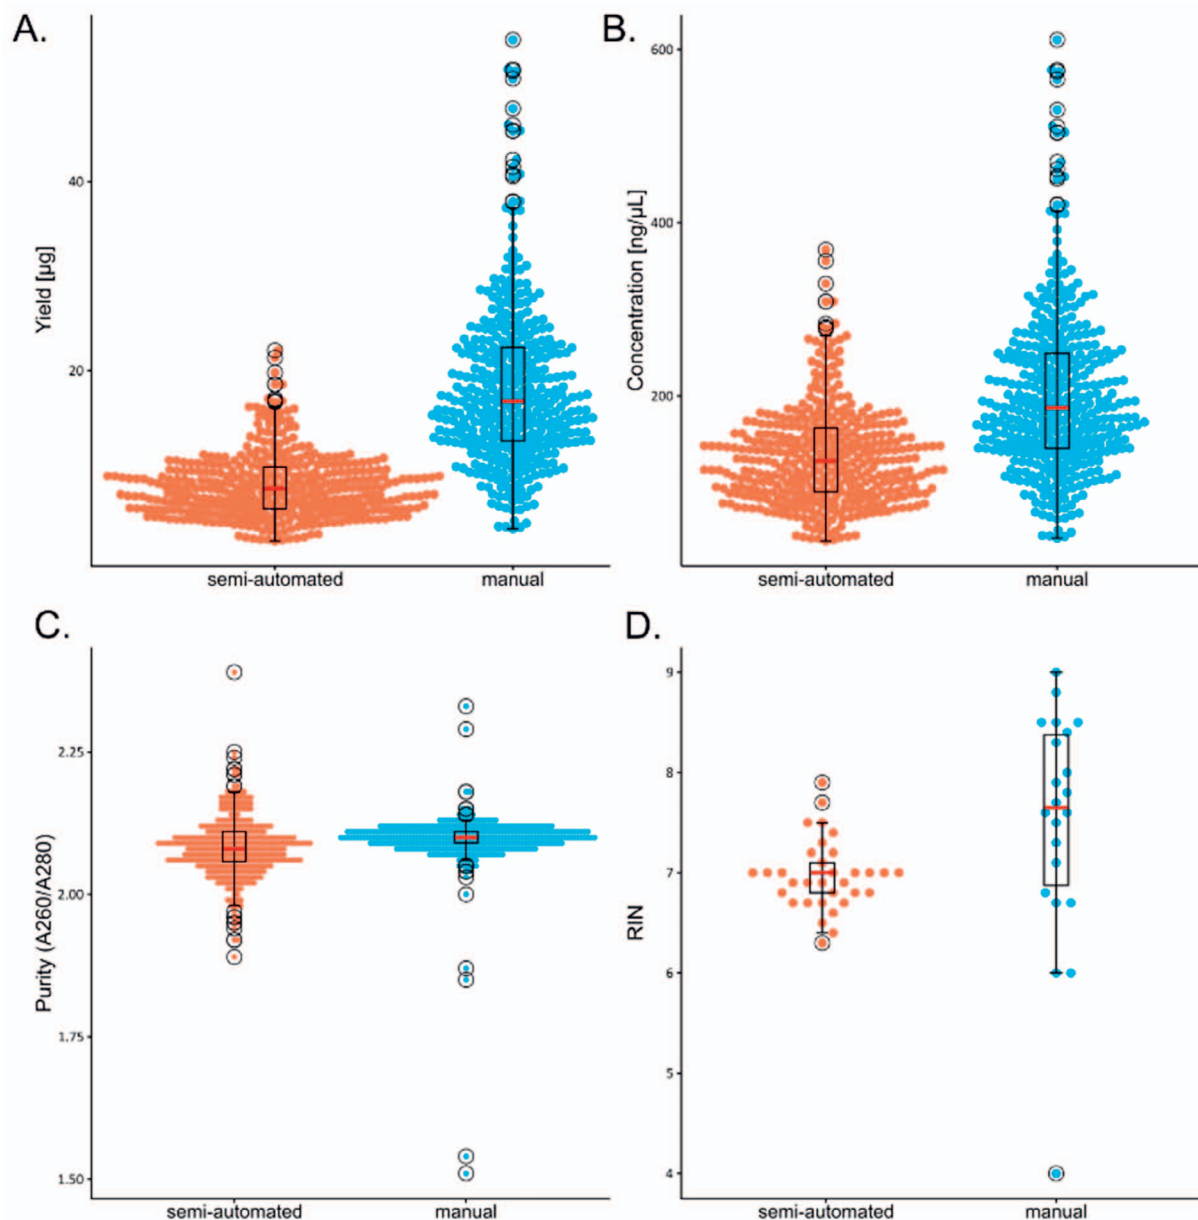 A.
B.
Yield [µg]
40
20
semi-automated
manual
Concentration [ng/µL]
600
400
200
semi-automated
manual
C.
D.
Purity (A260/A280)
2.25
2.00
1.75
1.50
semi-automated
manual
RIN
9
8
7
6
5
4
semi-automated
manual